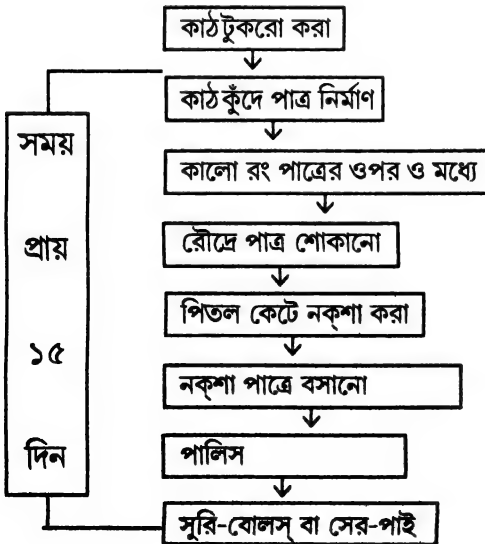 কাঠ টুকরো করা
কাঠ কুঁদে পাত্র নির্মাণ
কালো রং পাত্রের ওপর ও মধ্যে
রৌদ্রে পাত্র শোকানো
পিতল কেটে নক্‌শা করা
নক্‌শা পাত্রে বসানো
পালিস
সুরি-বোলস্ বা সের-পাই
সময়
প্রায়
১৫
দিন